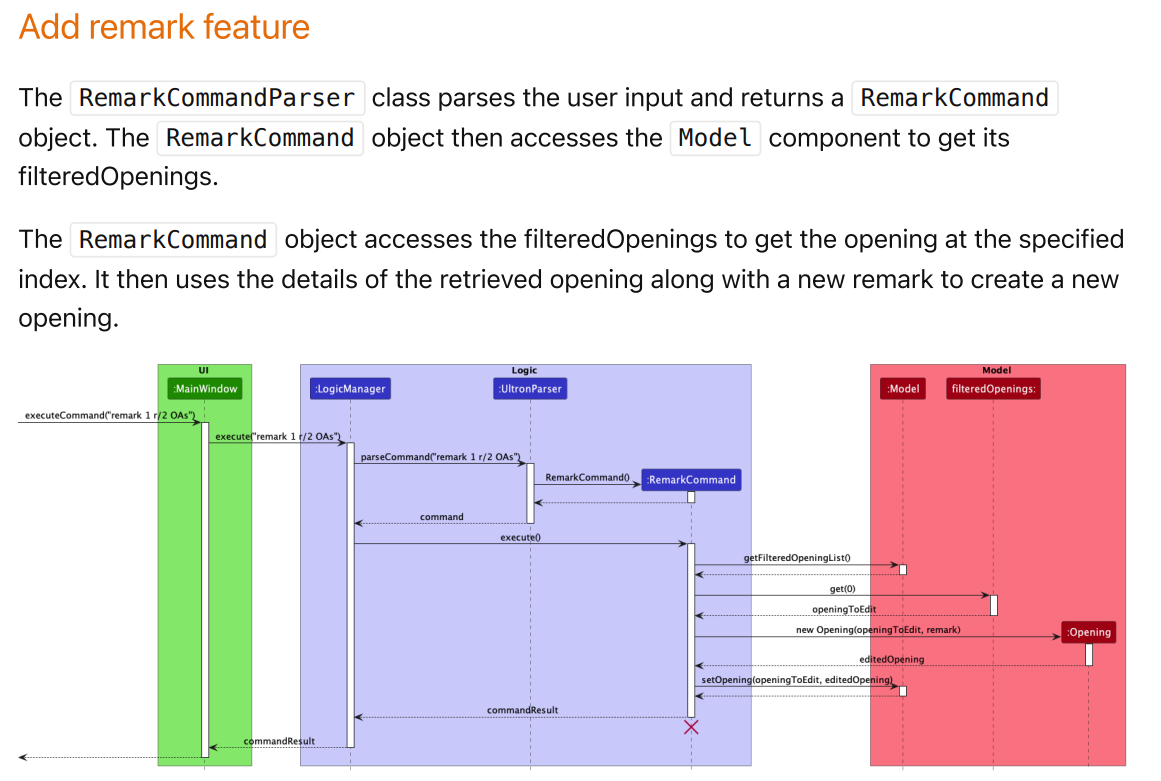 Add remark feature
The RemarkCommandParser class parses the user input and returns a RemarkCommand
object. The RemarkCommand object then accesses the Model component to get its
filteredOpenings.
The RemarkCommand object accesses the filteredOpenings to get the opening at the specified
index. It then uses the details of the retrieved opening along with a new remark to create a new
opening.
UI
Logic
Model
:MainWindow
:LogicManager
:UltronParser
:Model
filteredOpenings:
executeCommand("remark 1 r/2 OAs")
execute("remark 1 r/2 OAs")
parseCommand("remark 1 r/2 OAs")
RemarkCommand()
:RemarkCommand
command
execute()
getFilteredOpeningList()
get(0)
openingToEdit
new Opening(openingToEdit, remark)
:Opening
editedOpening
setOpening(openingToEdit, editedOpening)
commandResult
commandResult